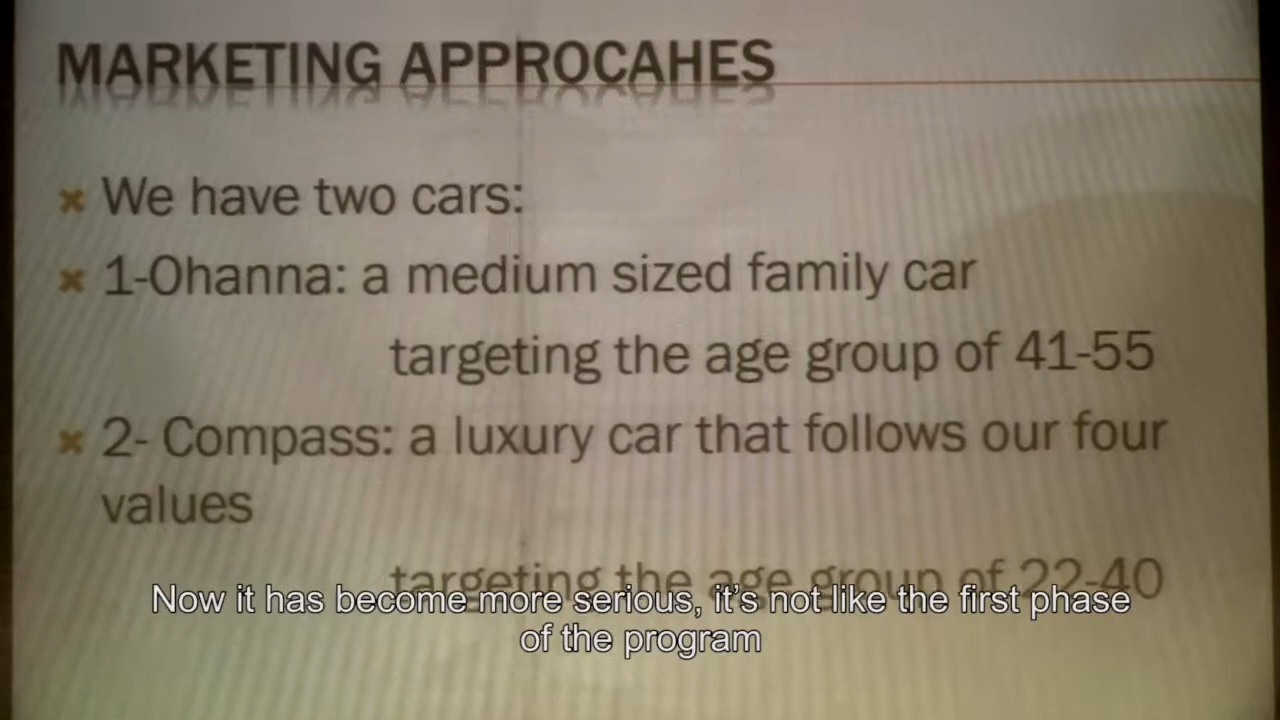 MARKETING APPROCAHES
We have two cars:
1-Ohanna: a medium sized family car
targeting the age group of 41-55
2- Compass: a luxury car that follows our four
values
targeting the age group of 22-40
Now it has become more serious, it's not like the first phase
of the program